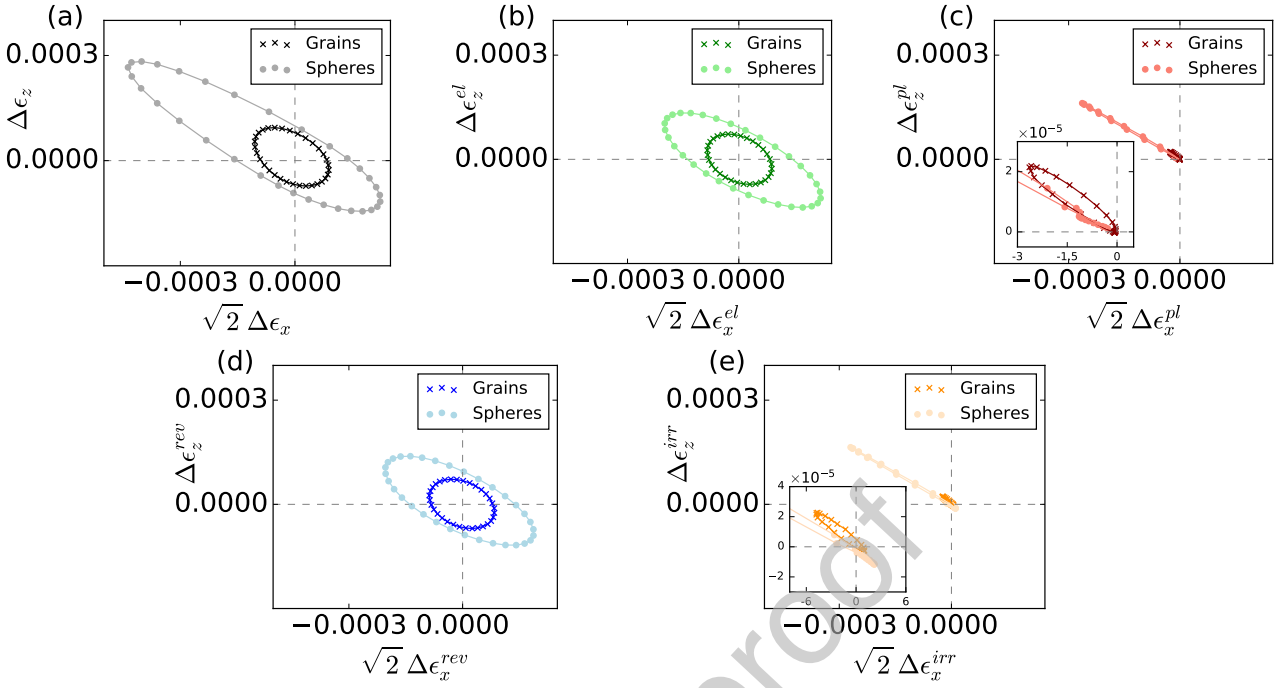 (a)
0.0003
0.0000
Δϵ_z
Grains
Spheres
−0.0003 0.0000
√2 Δϵ_x
(b)
0.0003
0.0000
Δϵ_z^{el}
Grains
Spheres
−0.0003 0.0000
√2 Δϵ_x^{el}
(c)
0.0003
0.0000
Δϵ_z^{pl}
Grains
Spheres
×10^{−5}
2
0
-3 -1,5 0
−0.0003 0.0000
√2 Δϵ_x^{pl}
(d)
0.0003
0.0000
Δϵ_z^{rev}
Grains
Spheres
−0.0003 0.0000
√2 Δϵ_x^{rev}
(e)
0.0003
0.0000
Δϵ_z^{irr}
Grains
Spheres
×10^{−5}
4
2
0
−2
-6 0 6
−0.0003 0.0000
√2 Δϵ_x^{irr}
proof